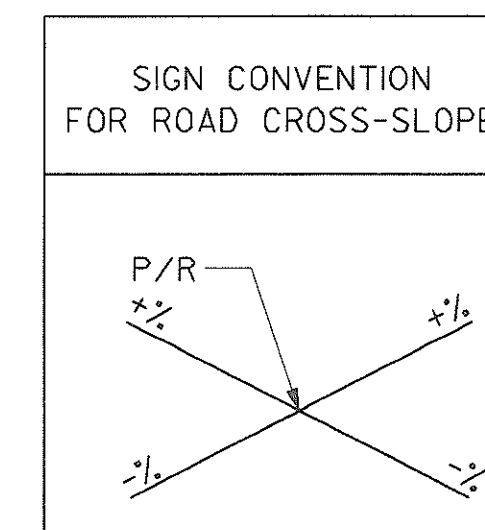 SIGN CONVENTION
FOR ROAD CROSS-SLOPE
P/R
+% +%
-% -%